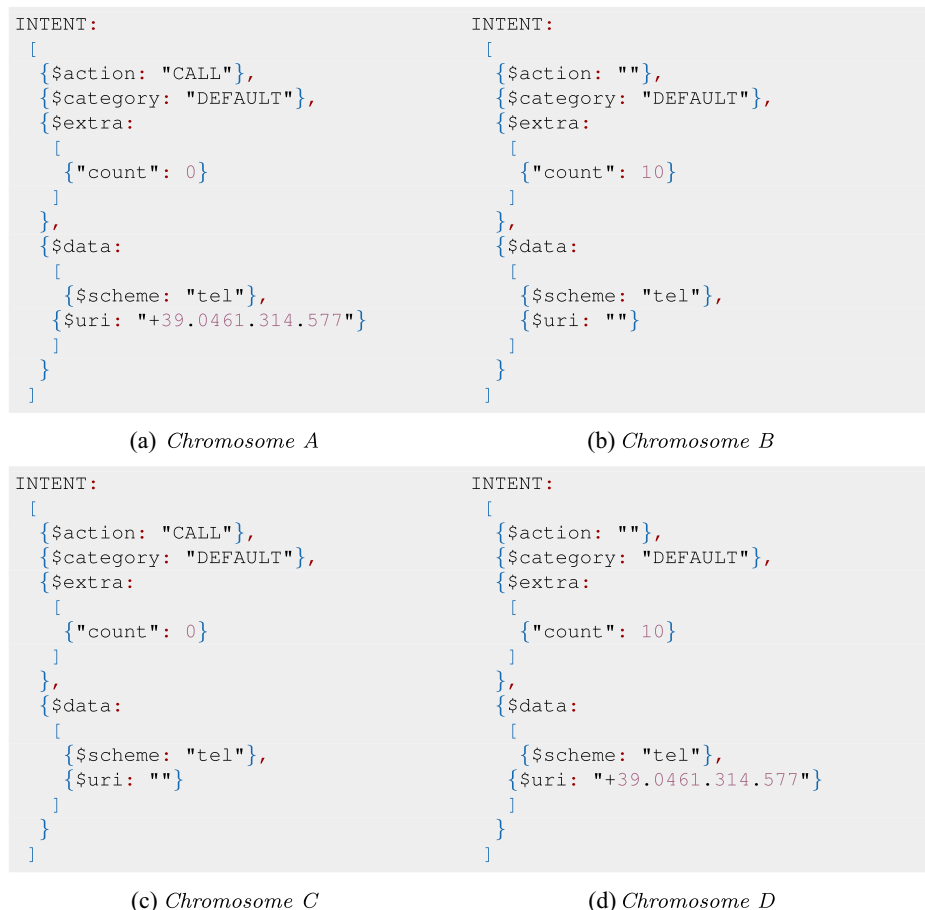 INTENT:
[
{$action: "CALL"},
{$category: "DEFAULT"},
{$extra:
[
{"count": 0}
]
},
{$data:
[
{$scheme: "tel"},
{$uri: "+39.0461.314.577"}
]
}
]
(a) Chromosome A
INTENT:
[
{$action: ""},
{$category: "DEFAULT"},
{$extra:
[
{"count": 10}
]
},
{$data:
[
{$scheme: "tel"},
{$uri: ""}
]
}
]
(b) Chromosome B
INTENT:
[
{$action: "CALL"},
{$category: "DEFAULT"},
{$extra:
[
{"count": 0}
]
},
{$data:
[
{$scheme: "tel"},
{$uri: ""}
]
}
]
(c) Chromosome C
INTENT:
[
{$action: ""},
{$category: "DEFAULT"},
{$extra:
[
{"count": 10}
]
},
{$data:
[
{$scheme: "tel"},
{$uri: "+39.0461.314.577"}
]
}
]
(d) Chromosome D